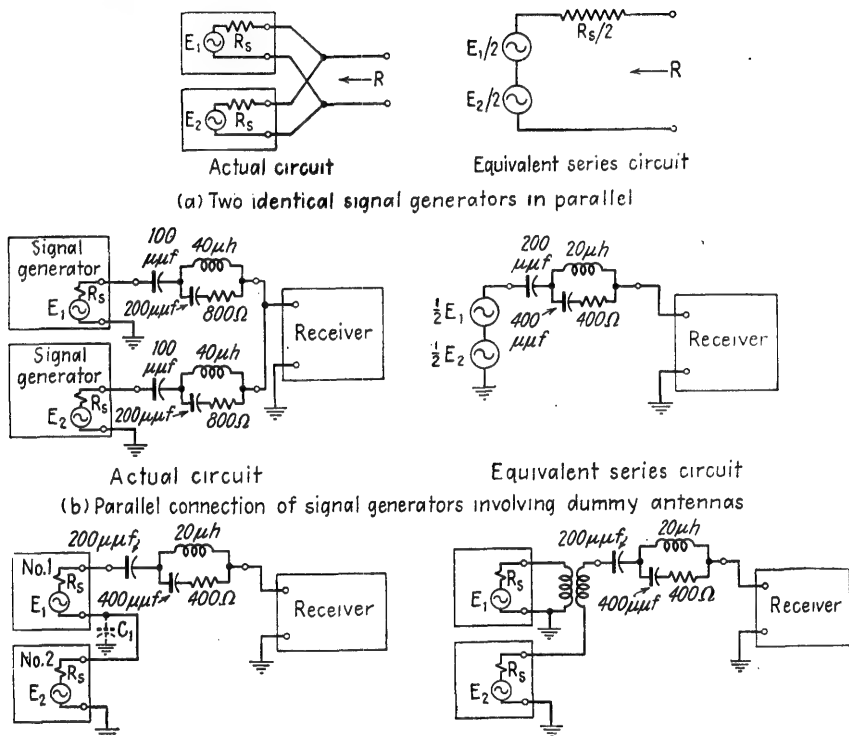 E₁ Rₛ
E₂ Rₛ
R
Actual circuit
E₁/2
E₂/2
Rₛ/2
R
Equivalent series circuit
(a) Two identical signal generators in parallel
Signal generator
Rₛ
E₁
100 μμf
40μh
200μμf
800Ω
Signal generator
Rₛ
E₂
100 μμf
40μh
200μμf
800Ω
Receiver
Actual circuit
½E₁
½E₂
200 μμf
20μh
400 μμf
400Ω
Receiver
Equivalent series circuit
(b) Parallel connection of signal generators involving dummy antennas
No.1
Rₛ
E₁
C₁
No.2
Rₛ
E₂
200μμf
20μh
400μμf
400Ω
Receiver
Rₛ
E₁
Rₛ
E₂
200μμf
20μh
400μμf
400Ω
Receiver